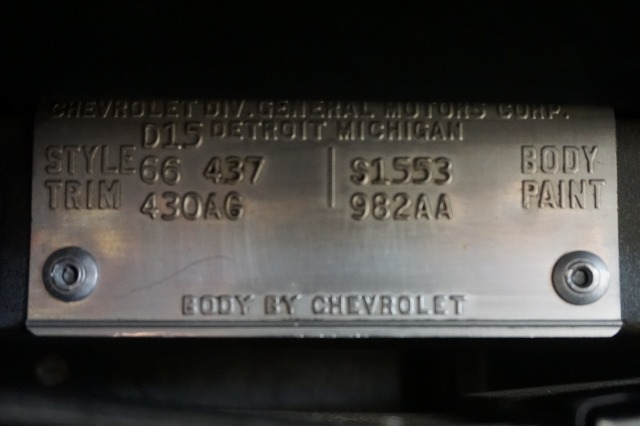 CHEVROLET DIV. GENERAL MOTORS CORP.
D15 DETROIT MICHIGAN
STYLE 66 437 S1553 BODY
TRIM 430AG 982AA PAINT
BODY BY CHEVROLET